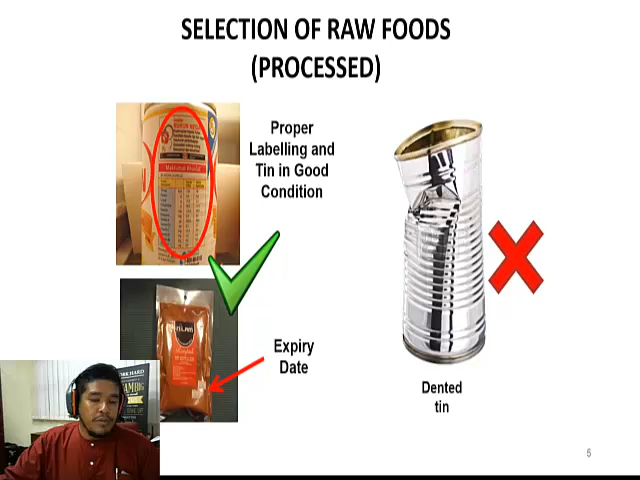 SELECTION OF RAW FOODS
(PROCESSED)
Proper
Labelling and
Tin in Good
Condition
Expiry
Date
Dented
tin
5